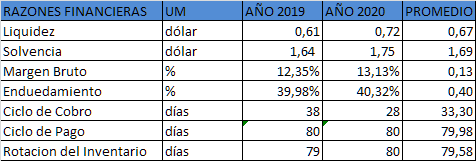 RAZONES FINANCIERAS UM AÑO 2019 AÑO 2020 PROMEDIO
Liquidez dólar 0,61 0,72 0,67
Solvencia dólar 1,64 1,75 1,69
Margen Bruto % 12,35% 13,13% 0,13
Enduedamiento % 39,98% 40,32% 0,40
Ciclo de Cobro días 38 28 33,30
Ciclo de Pago días 80 80 79,98
Rotacion del Inventario días 79 80 79,58